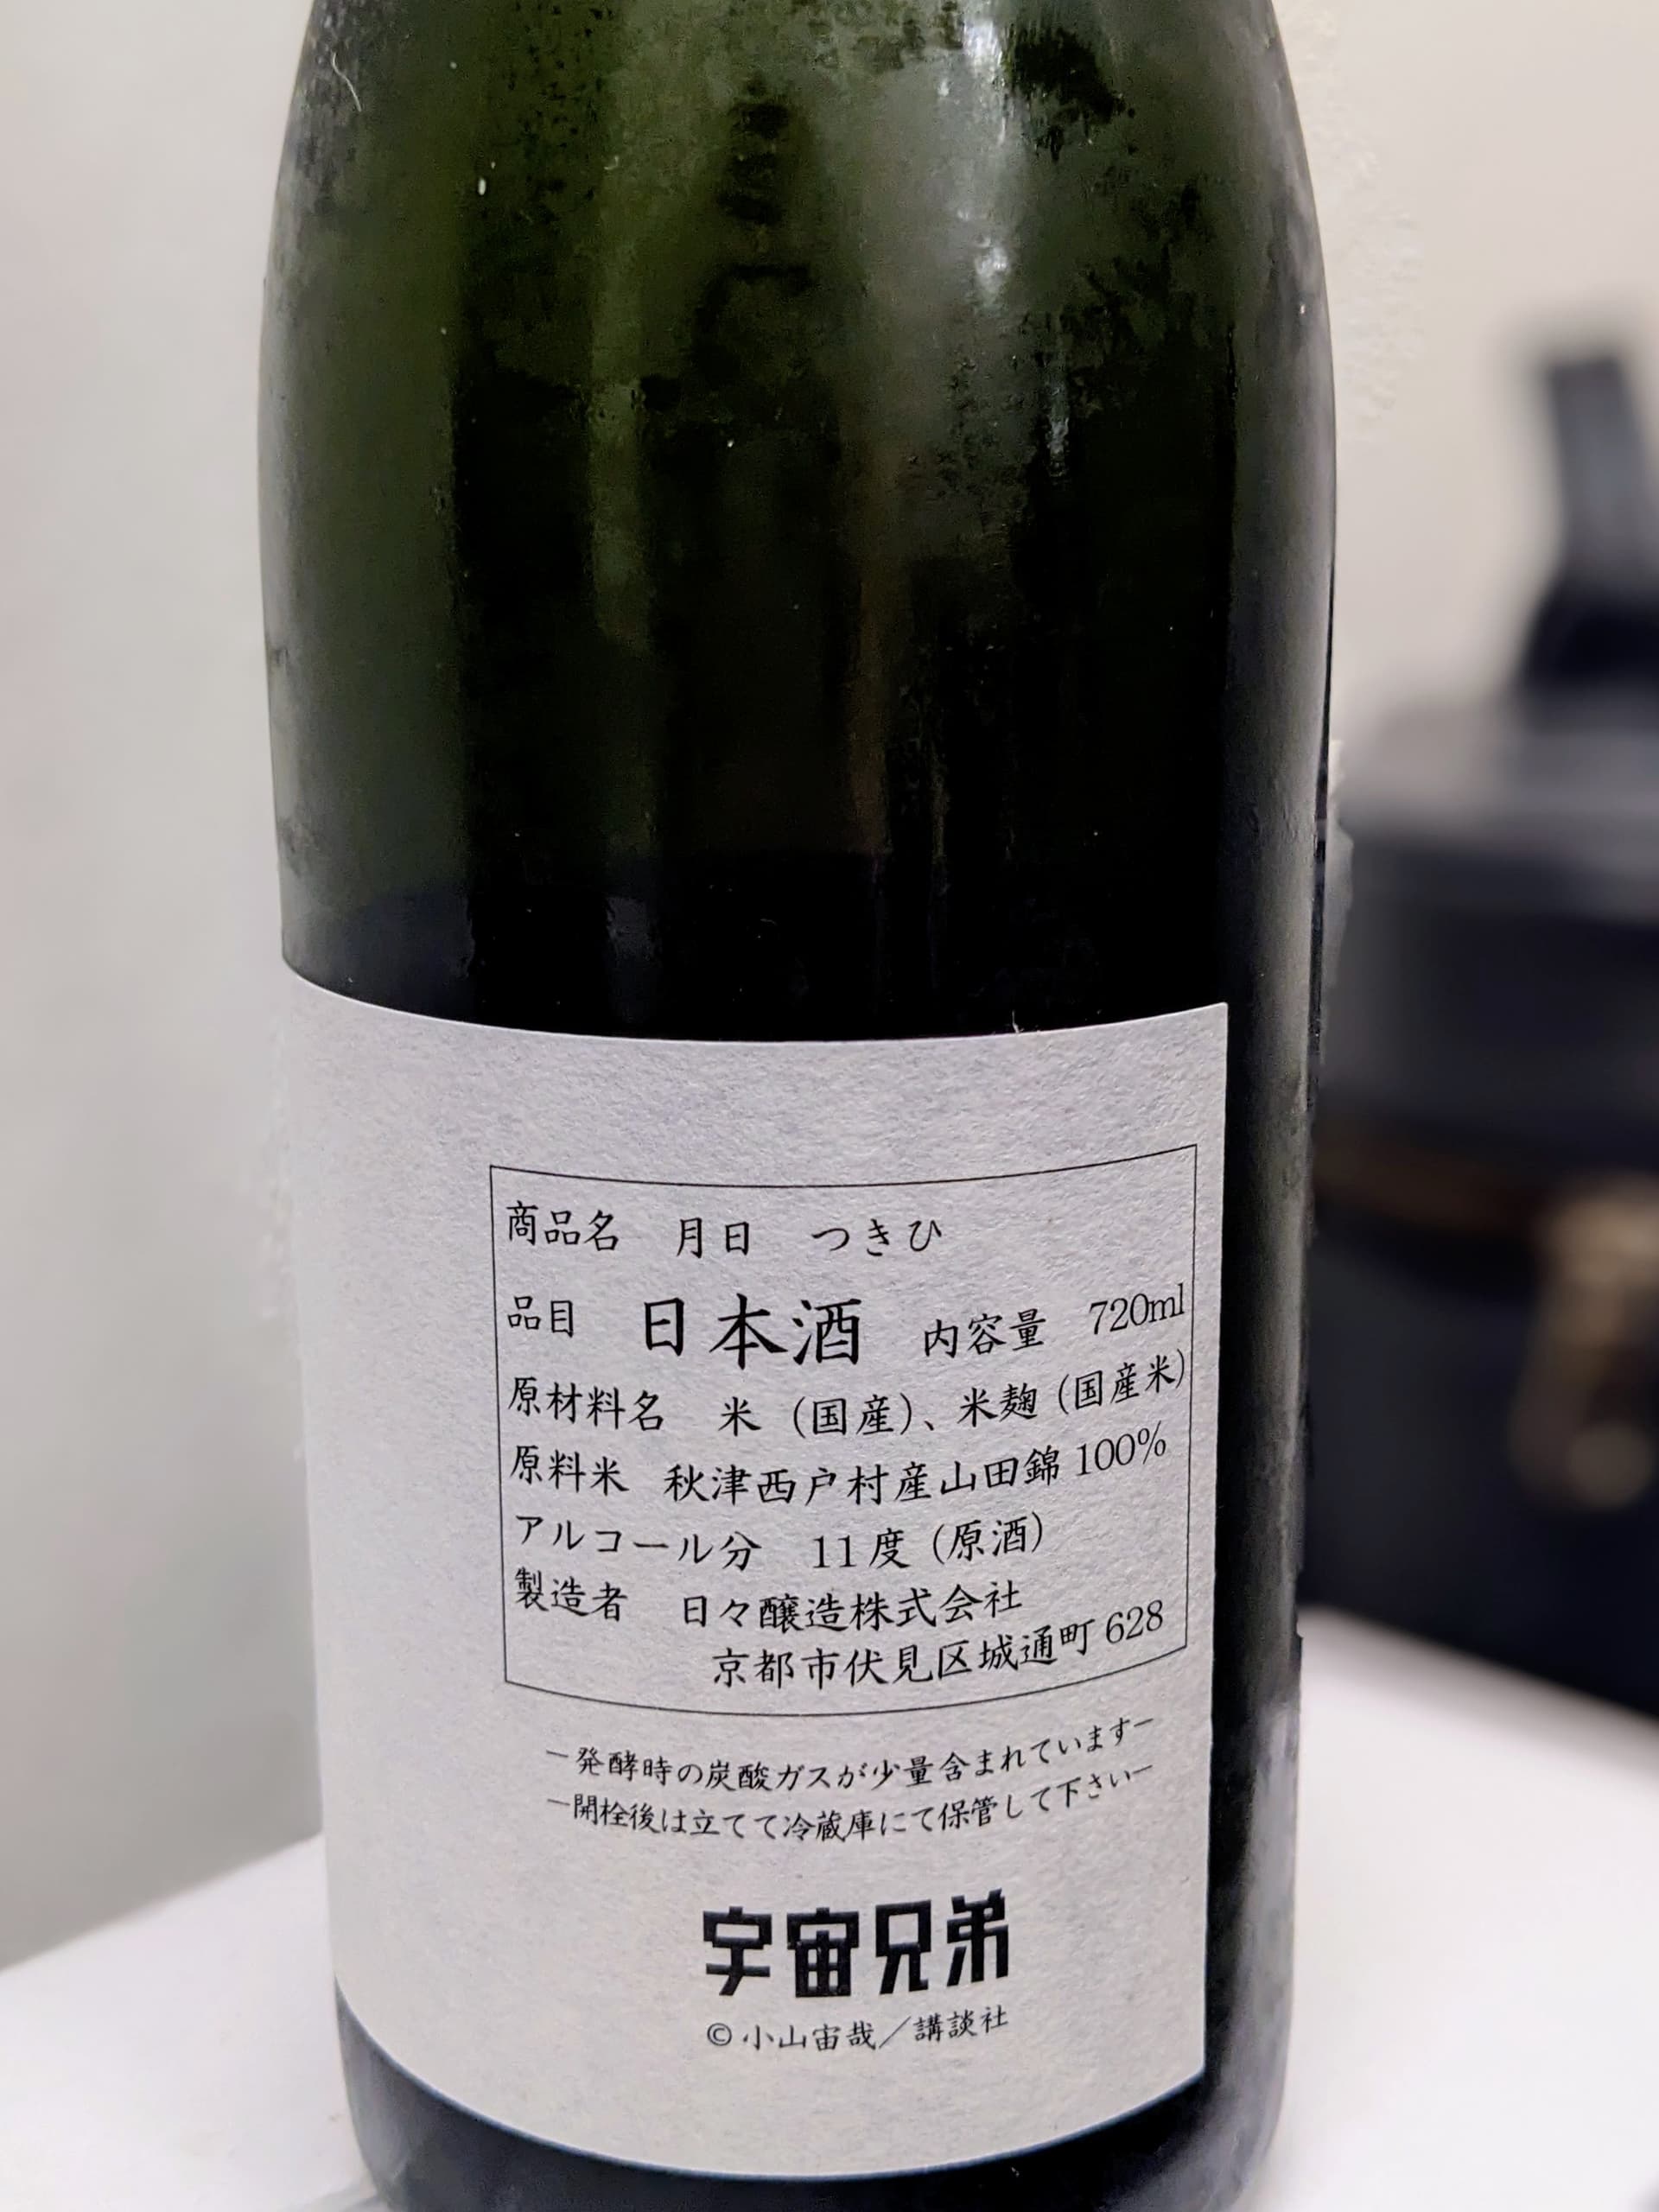 商品名　月日　つきひ
品目　日本酒　内容量　720ml
原材料名　米（国産）、米麹（国産米）
原料米　秋津西戸村産山田錦100%
アルコール分　11度（原酒）
製造者　日々醸造株式会社
京都市伏見区城通町628
－発酵時の炭酸ガスが少量含まれています－
－開栓後は立てて冷蔵庫にて保管して下さい－
宇宙兄弟
©小山宙哉／講談社